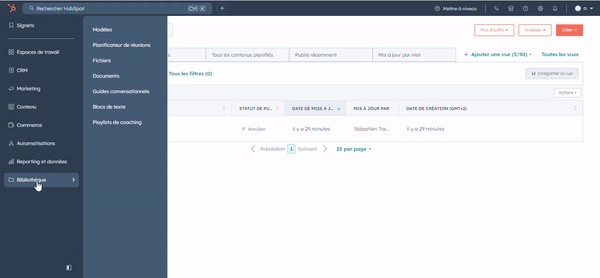 Rechercher HubSpot
Ctrl K
Mettre à niveau
Signets
Espaces de travail
CRM
Marketing
Contenu
Commerce
Automatisations
Reporting et données
Bibliothèque
Modèles
Planificateur de réunions
Fichiers
Documents
Guides conversationnels
Blocs de texte
Playlists de coaching
Analyser
Créer
Tous les contenus planifiés
Publié récemment
Mis à jour par moi
+ Ajouter une vue (5/50)
Toutes les vues
Tous les filtres (0)
Enregistrer la vue
Actions
STATUT DE PU...
DATE DE MISE À J...
MIS À JOUR PAR
DATE DE CRÉATION (GMT+2)
Brouillon
il y a 29 minutes
Sébastien Tra...
il y a 29 minutes
Précédent
1
Suivant
25 par page